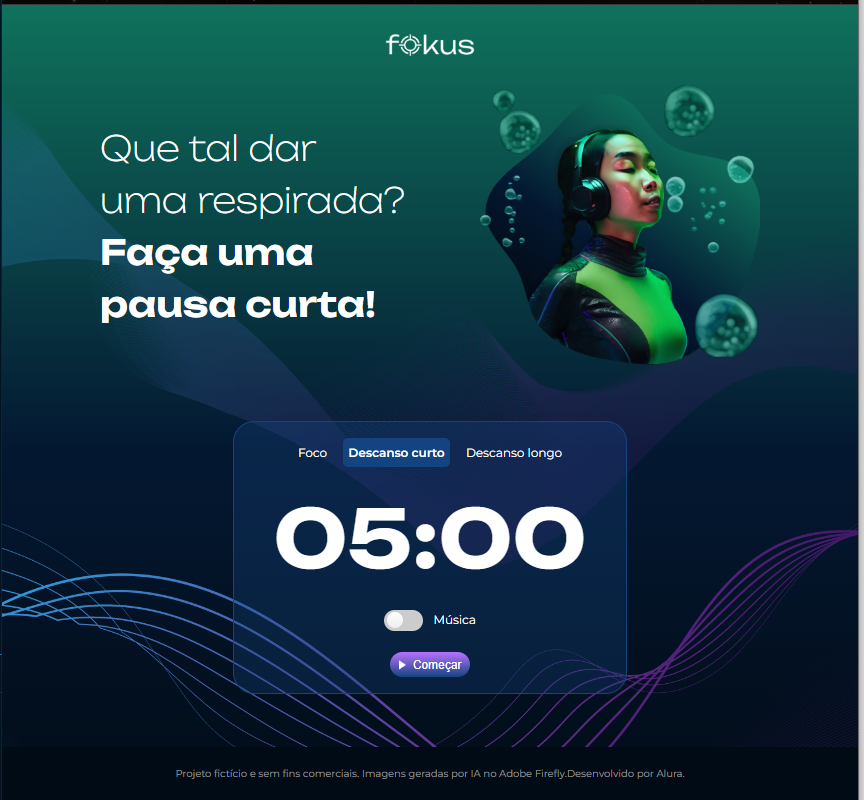 fokus
Que tal dar
uma respirada?
Faça uma
pausa curta!
Foco Descanso curto Descanso longo
05:00
Música
Começar
Projeto fictício e sem fins comerciais. Imagens geradas por IA no Adobe Firefly.Desenvolvido por Alura.